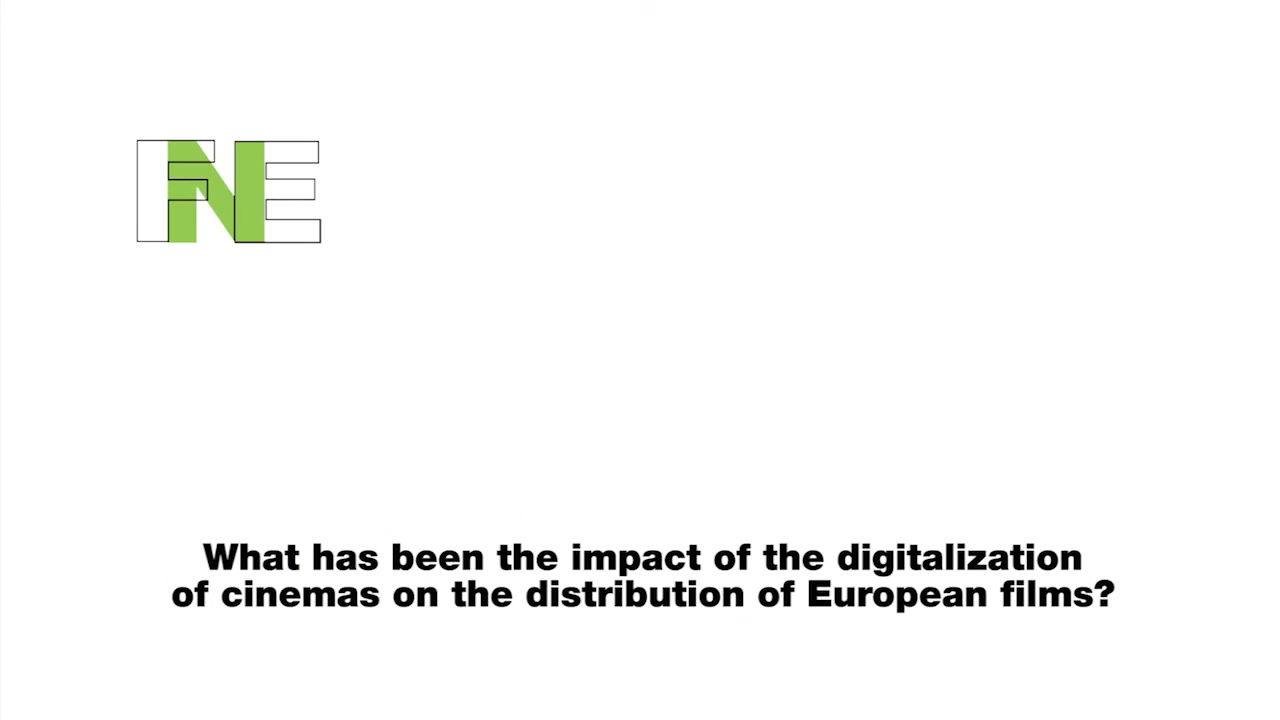 FNE
What has been the impact of the digitalization
of cinemas on the distribution of European films?